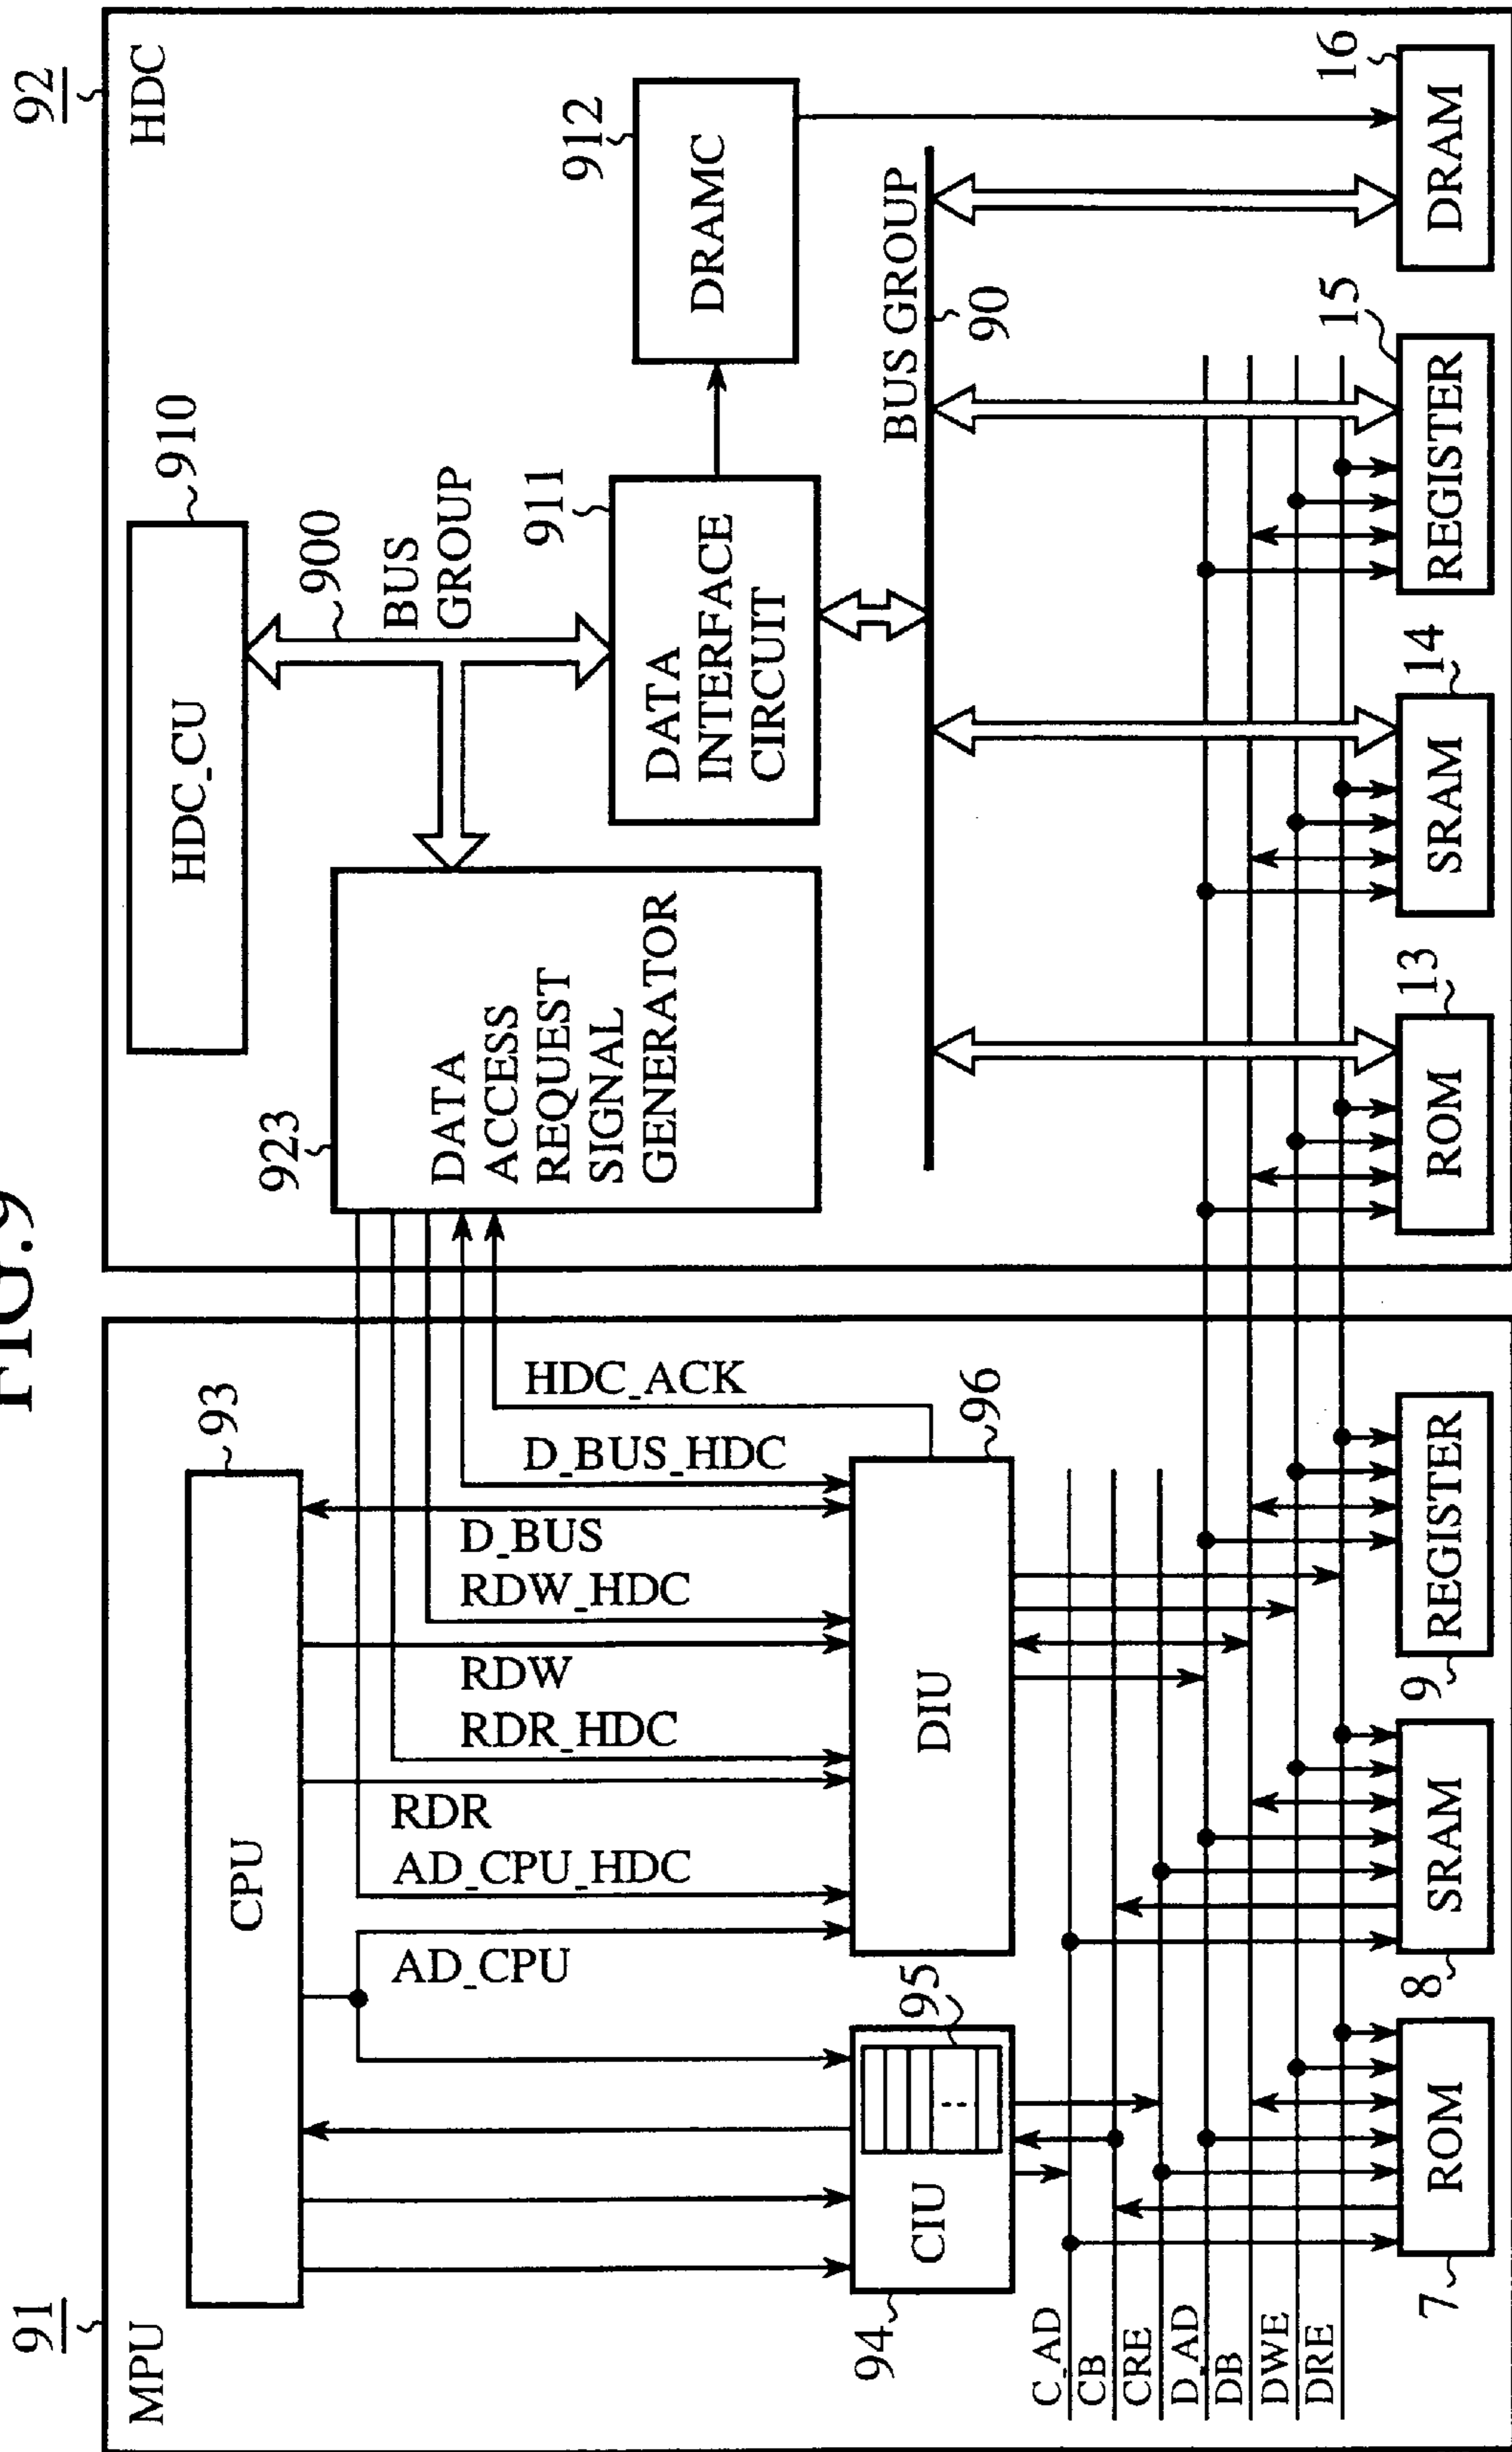 FIG.9
91
MPU
93
CPU
AD_CPU
AD_CPU_HDC
RDR
RDR_HDC
RDW
RDW_HDC
D_BUS
D_BUS_HDC
HDC_ACK
94
CIU
95
DIU
96
C_AD
CB
CRE
D_AD
DB
DWE
DRE
7
ROM
8
SRAM
9
REGISTER
92
HDC
HDC_CU
910
900
BUS
GROUP
923
DATA
ACCESS
REQUEST
SIGNAL
GENERATOR
911
DATA
INTERFACE
CIRCUIT
912
DRAMC
BUS GROUP
90
13
ROM
14
SRAM
15
REGISTER
16
DRAM